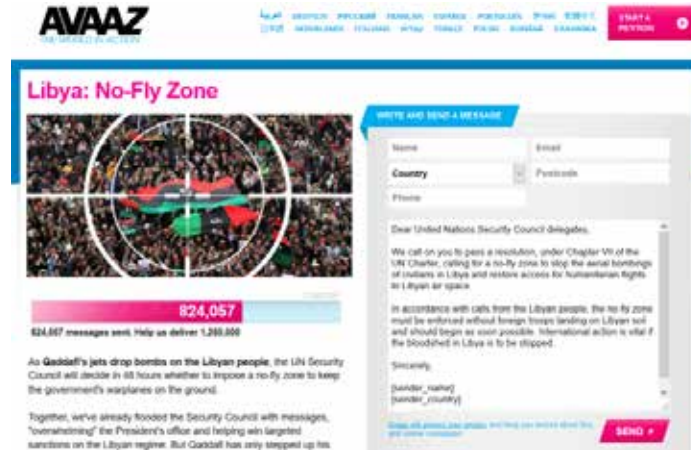 AVAAZ
THE WORLD IN ACTION
START A
PETITION
Libya: No-Fly Zone
WRITE AND SEND A MESSAGE
Name
Email
Country
Postcode
Phone
Dear United Nations Security Council delegates,
We call on you to pass a resolution, under Chapter VII of the
UN Charter, calling for a no-fly zone to stop the aerial bombings
of civilians in Libya and restore access for humanitarian flights
in Libyan air space.
In accordance with calls from the Libyan people, the no-fly zone
must be enforced without foreign troops landing on Libyan soil
and should begin as soon possible. International action is vital if
the bloodshed in Libya is to be stopped.
Sincerely,
[sender_name]
[sender_country]
SEND
824,057
824,057 messages sent. Help us deliver 1,200,000
As Qaddafi's jets drop bombs on the Libyan people, the UN Security
Council will decide in 48 hours whether to impose a no-fly zone to keep
the government's warplanes on the ground.
Together, we've already flooded the Security Council with messages,
"overwhelming" the President's office and helping win targeted
sanctions on the Libyan regime. But Qaddafi has only stepped up his